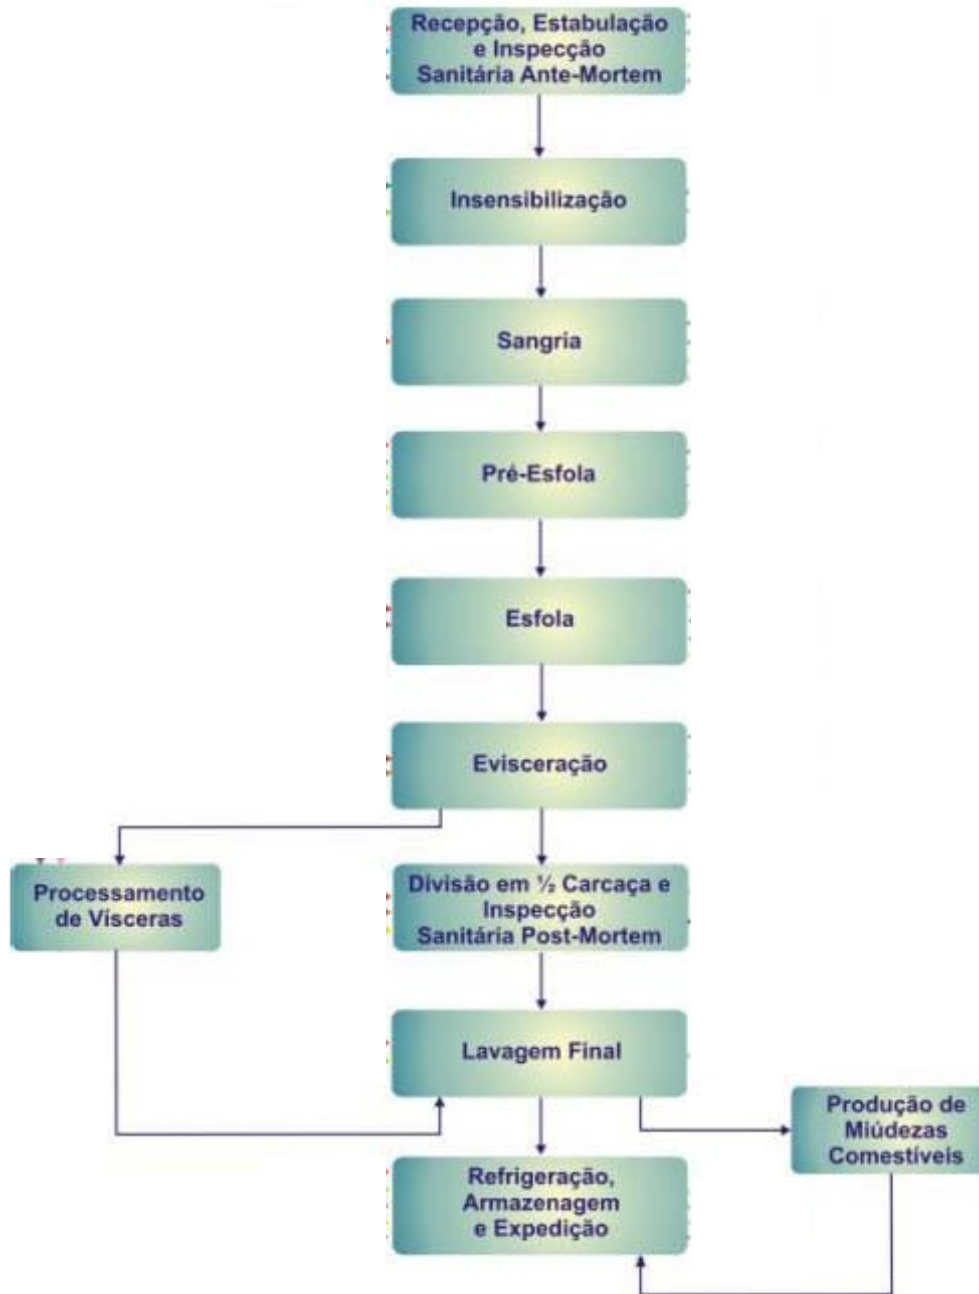 Recepção, Estabulação
e Inspecção
Sanitária Ante-Mortem
Insensibilização
Sangria
Pré-Esfola
Esfola
Evisceração
Processamento
de Vísceras
Divisão em ½ Carcaça e
Inspecção
Sanitária Post-Mortem
Lavagem Final
Produção de
Miúdezas
Comestíveis
Refrigeração,
Armazenagem
e Expedição